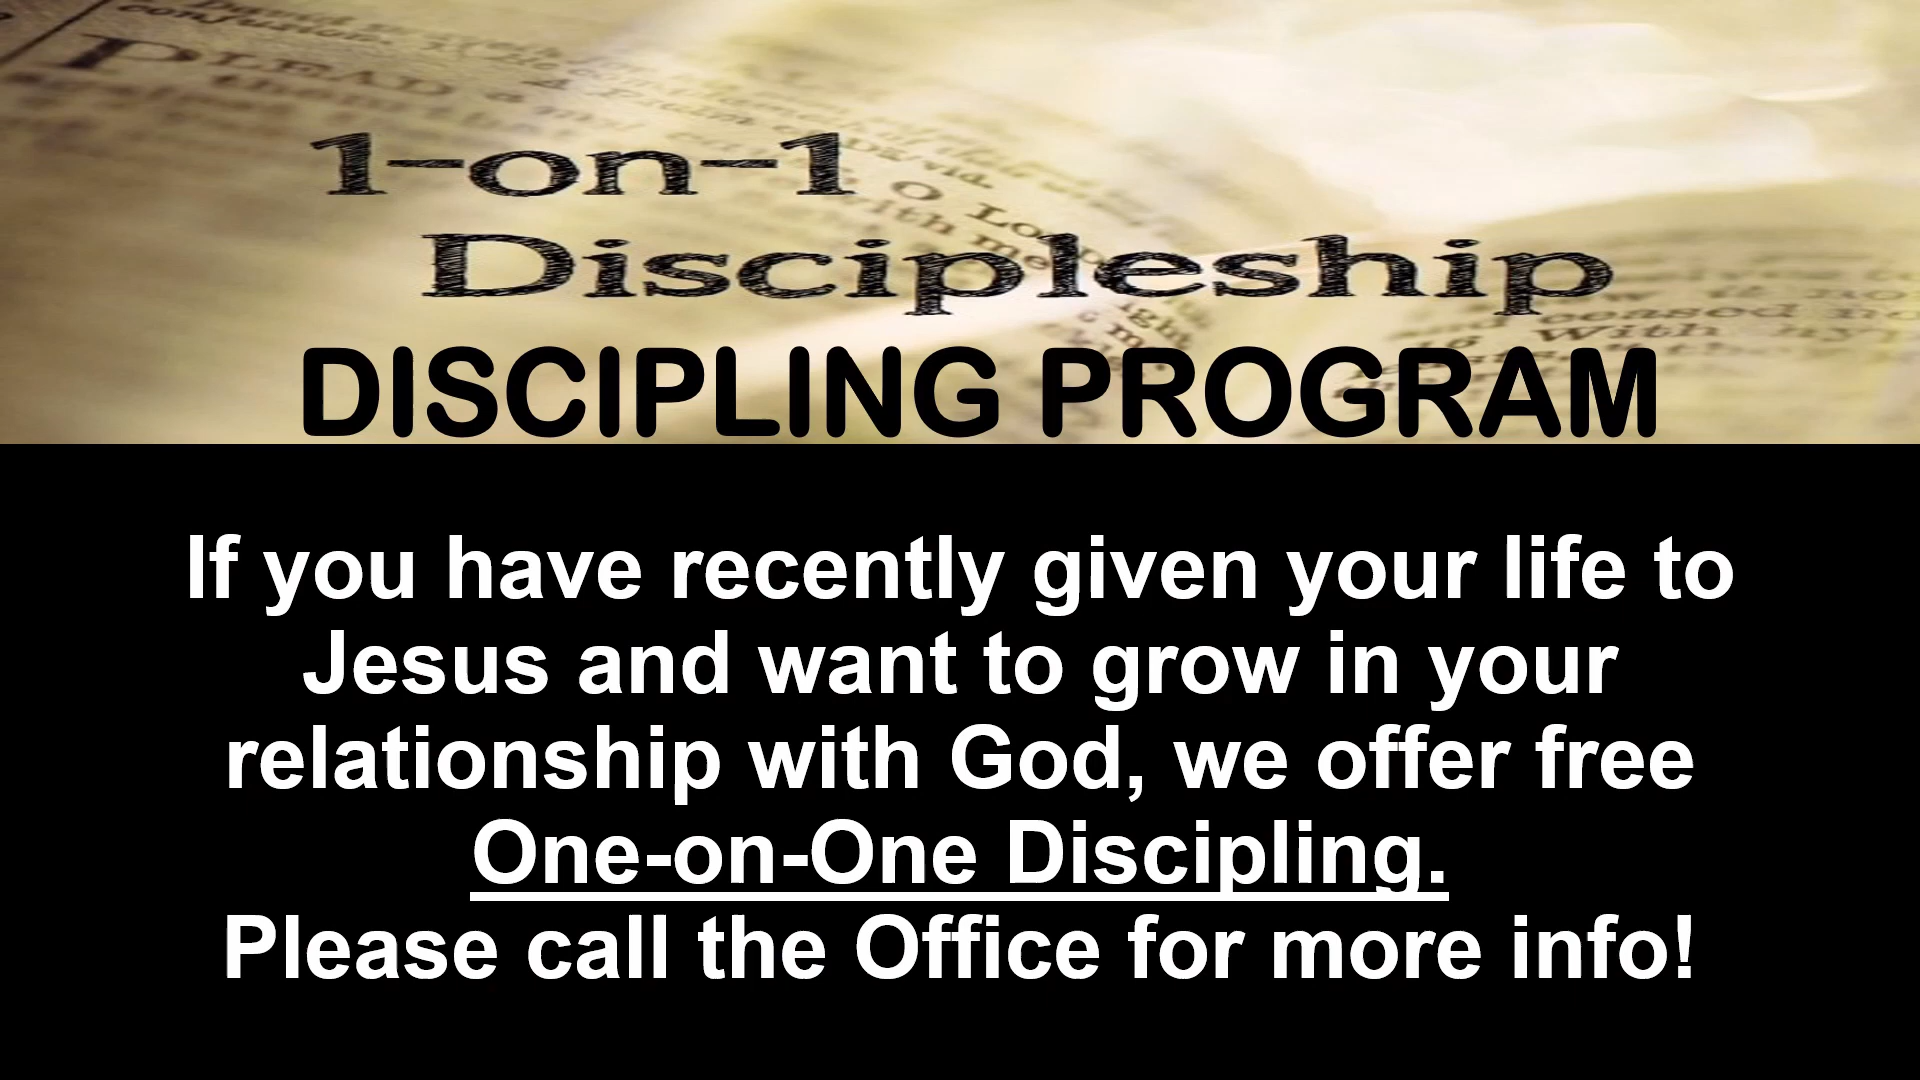 PLEAD
1-on-1
Discipleship
DISCIPLING PROGRAM
If you have recently given your life to
Jesus and want to grow in your
relationship with God, we offer free
One-on-One Discipling.
Please call the Office for more info!